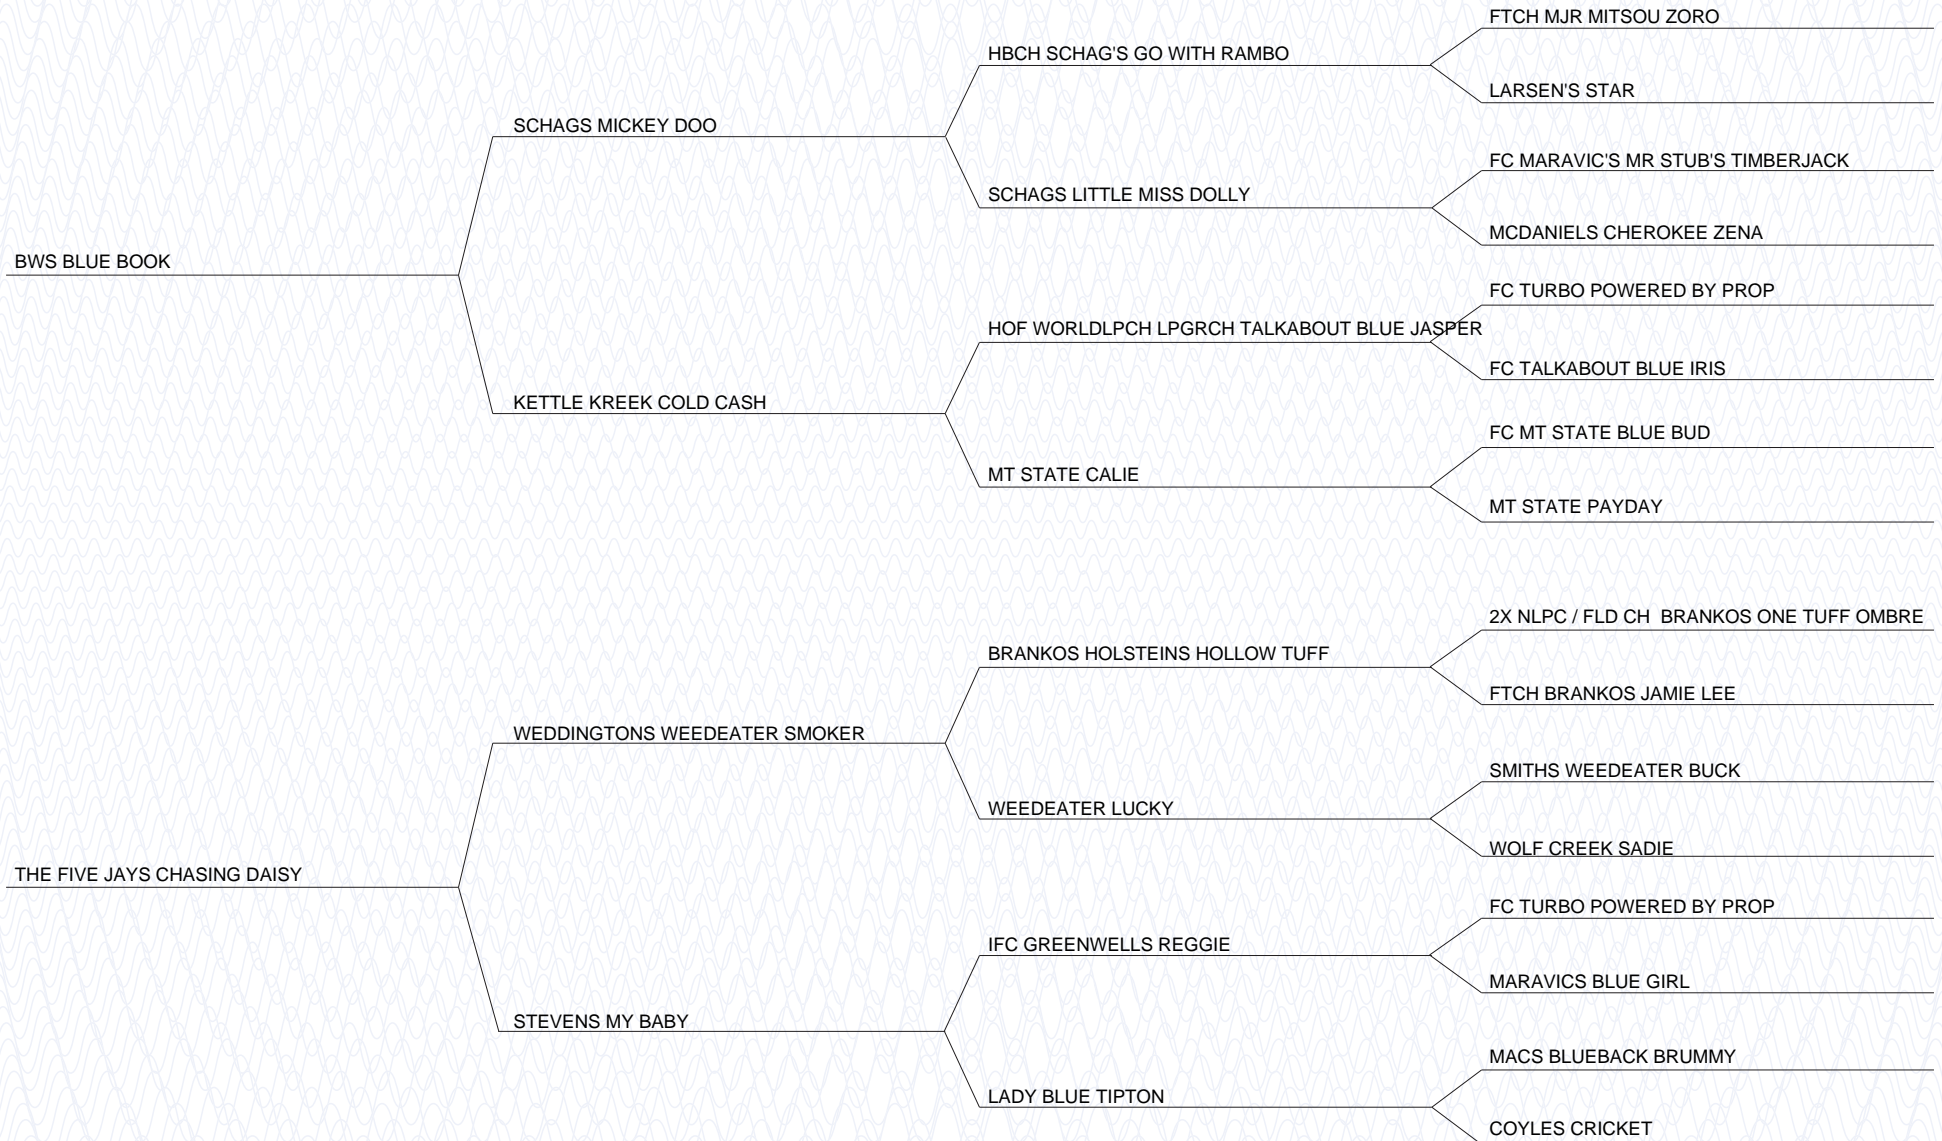 FTCH MJR MITSOU ZORO
HBCH SCHAG'S GO WITH RAMBO
LARSEN'S STAR
SCHAGS MICKEY DOO
FC MARAVIC'S MR STUB'S TIMBERJACK
SCHAGS LITTLE MISS DOLLY
MCDANIELS CHEROKEE ZENA
BWS BLUE BOOK
FC TURBO POWERED BY PROP
HOF WORLDLPCH LPGRCH TALKABOUT BLUE JASPER
FC TALKABOUT BLUE IRIS
KETTLE KREEK COLD CASH
FC MT STATE BLUE BUD
MT STATE CALIE
MT STATE PAYDAY
2X NLPC / FLD CH  BRANKOS ONE TUFF OMBRE
BRANKOS HOLSTEINS HOLLOW TUFF
FTCH BRANKOS JAMIE LEE
WEDDINGTONS WEEDEATER SMOKER
SMITHS WEEDEATER BUCK
WEEDEATER LUCKY
WOLF CREEK SADIE
THE FIVE JAYS CHASING DAISY
FC TURBO POWERED BY PROP
IFC GREENWELLS REGGIE
MARAVICS BLUE GIRL
STEVENS MY BABY
MACS BLUEBACK BRUMMY
LADY BLUE TIPTON
COYLES CRICKET